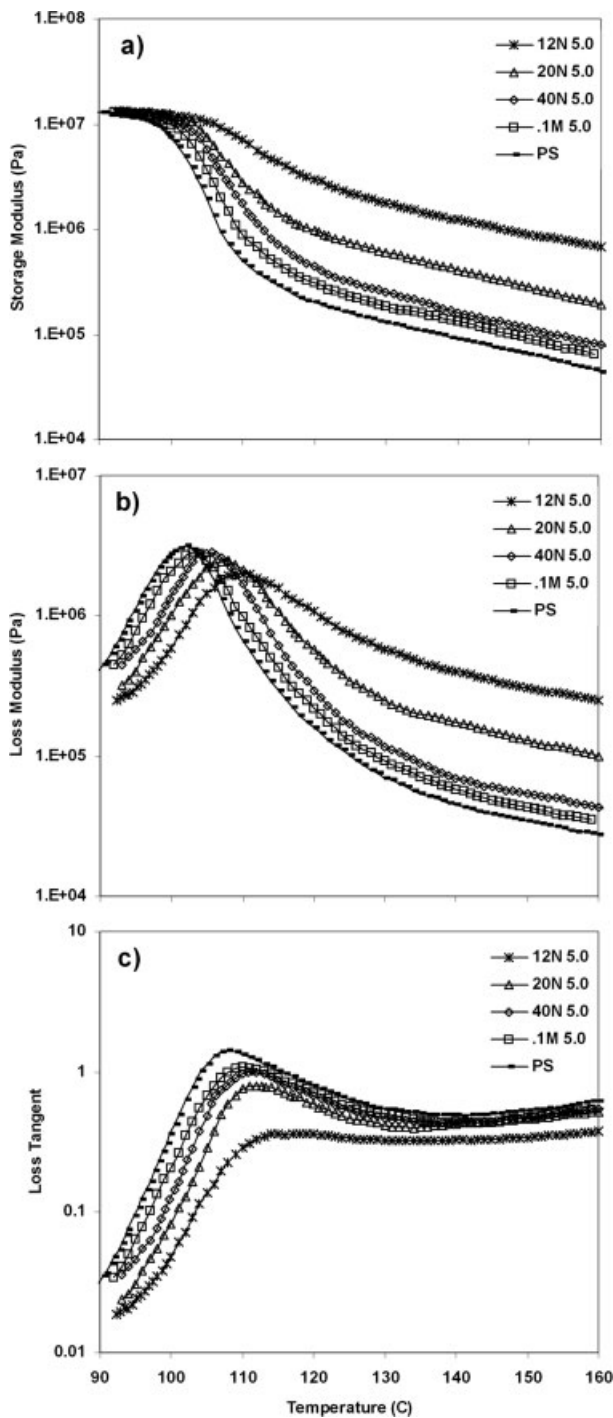 a)
1.E+08
1.E+07
1.E+06
1.E+05
1.E+04
Storage Modulus (Pa)
12N 5.0
20N 5.0
40N 5.0
.1M 5.0
PS
b)
1.E+07
1.E+06
1.E+05
1.E+04
Loss Modulus (Pa)
12N 5.0
20N 5.0
40N 5.0
.1M 5.0
PS
c)
10
1
0.1
0.01
Loss Tangent
12N 5.0
20N 5.0
40N 5.0
.1M 5.0
PS
90 100 110 120 130 140 150 160
Temperature (C)